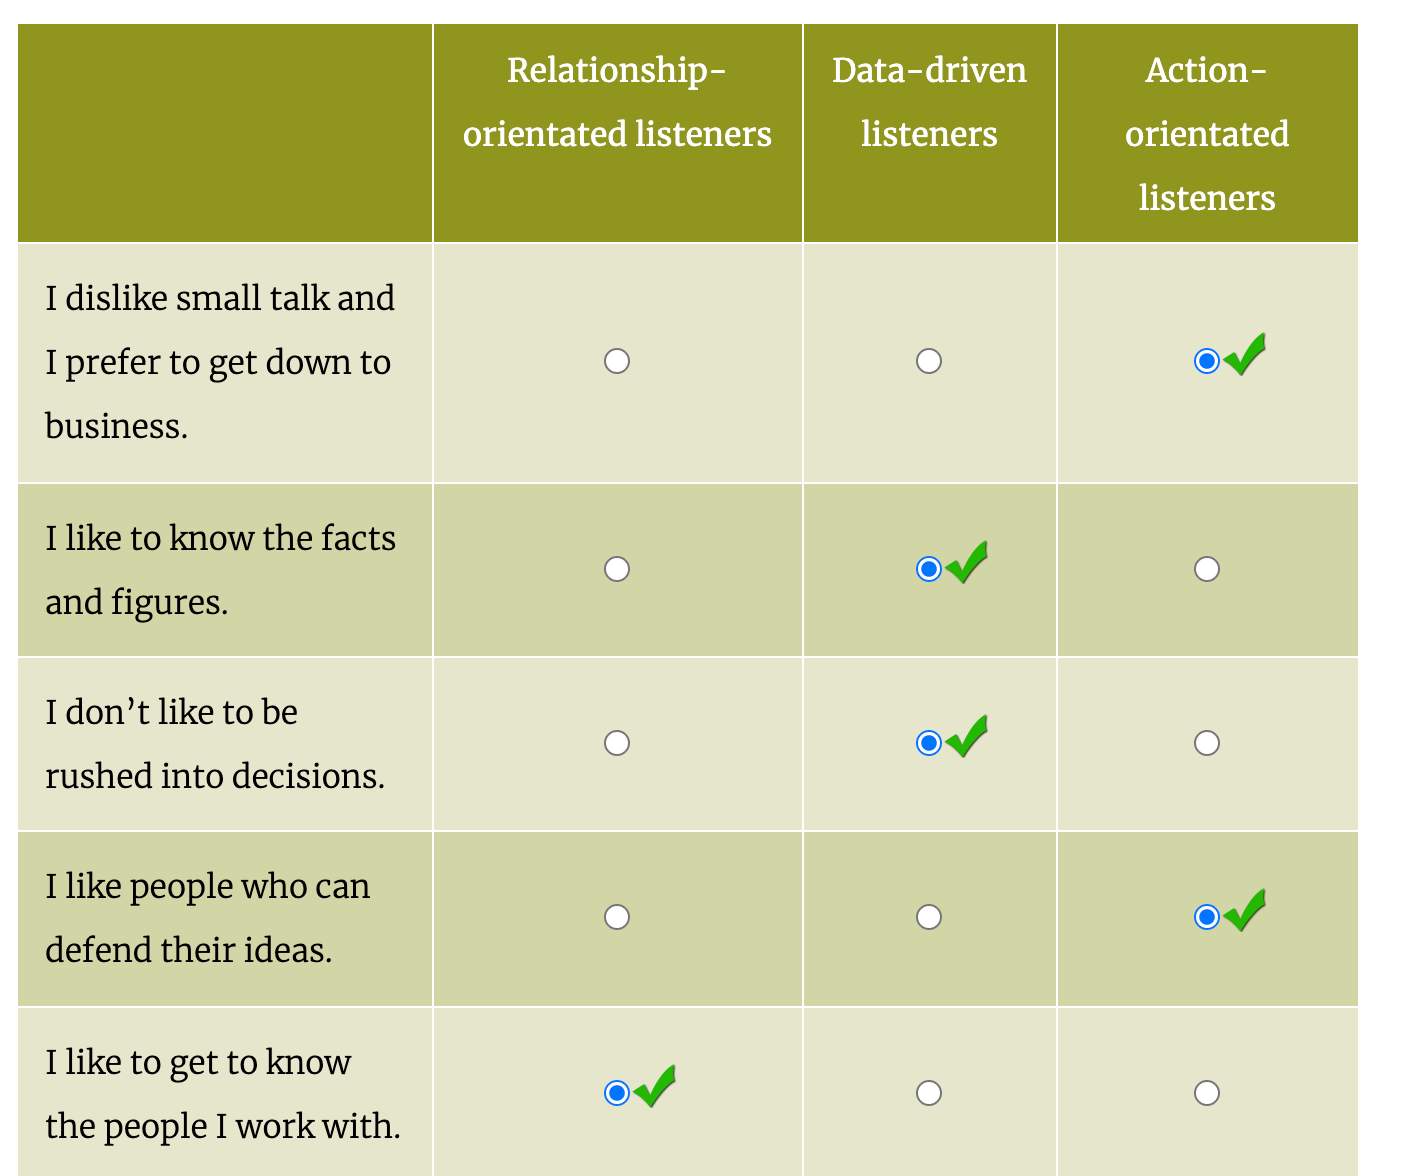 Relationship-
orientated listeners
Data-driven
listeners
Action-
orientated
listeners
I dislike small talk and
I prefer to get down to
business.
I like to know the facts
and figures.
I don’t like to be
rushed into decisions.
I like people who can
defend their ideas.
I like to get to know
the people I work with.